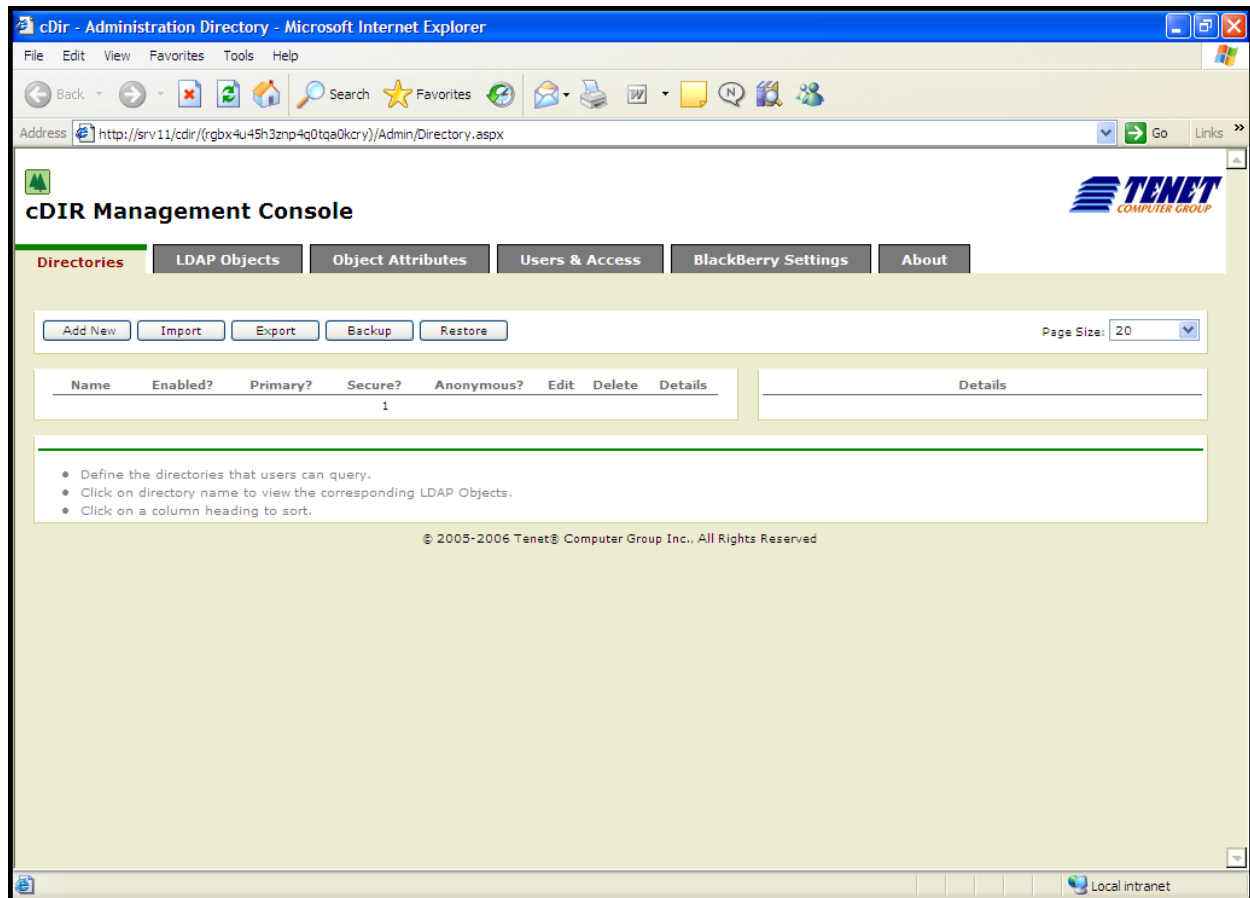 cDir - Administration Directory - Microsoft Internet Explorer
File Edit View Favorites Tools Help
Back Search Favorites
Address http://srv11/cdir/(rgbx4u45h3znp4q0tqa0kcry)/Admin/Directory.aspx Go Links »
cDIR Management Console
TENET
COMPUTER GROUP
Directories LDAP Objects Object Attributes Users & Access BlackBerry Settings About
Add New Import Export Backup Restore Page Size: 20
Name Enabled? Primary? Secure? Anonymous? Edit Delete Details Details
1
• Define the directories that users can query.
• Click on directory name to view the corresponding LDAP Objects.
• Click on a column heading to sort.
© 2005-2006 Tenet® Computer Group Inc., All Rights Reserved
Local intranet